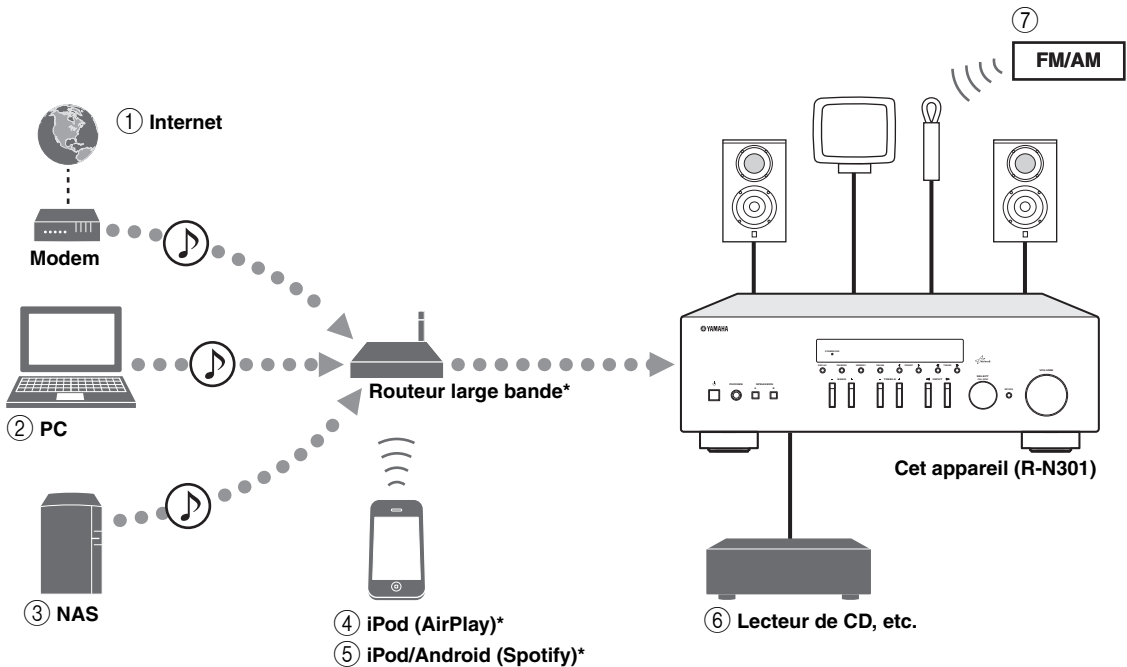 ⑦
FM/AM
① Internet
Modem
② PC
③ NAS
Routeur large bande*
④ iPod (AirPlay)*
⑤ iPod/Android (Spotify)*
YAMAHA
VOLUME
Cet appareil (R-N301)
⑥ Lecteur de CD, etc.